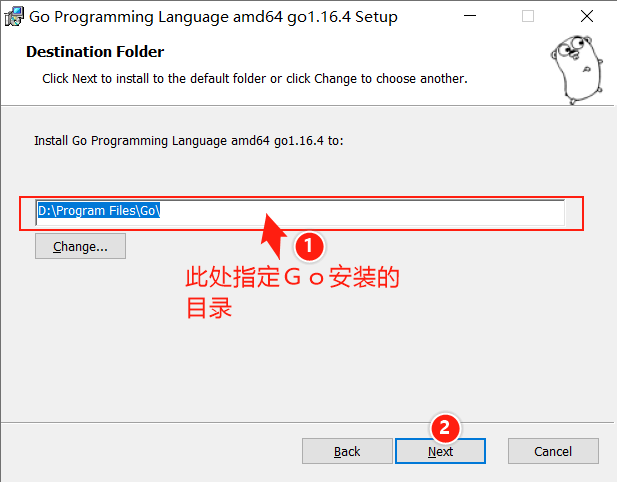 Go Programming Language amd64 go1.16.4 Setup
Destination Folder
Click Next to install to the default folder or click Change to choose another.
Install Go Programming Language amd64 go1.16.4 to:
D:\Program Files\Go\
Change...
1
此处指定Ｇｏ安装的
目录
2
Back Next Cancel